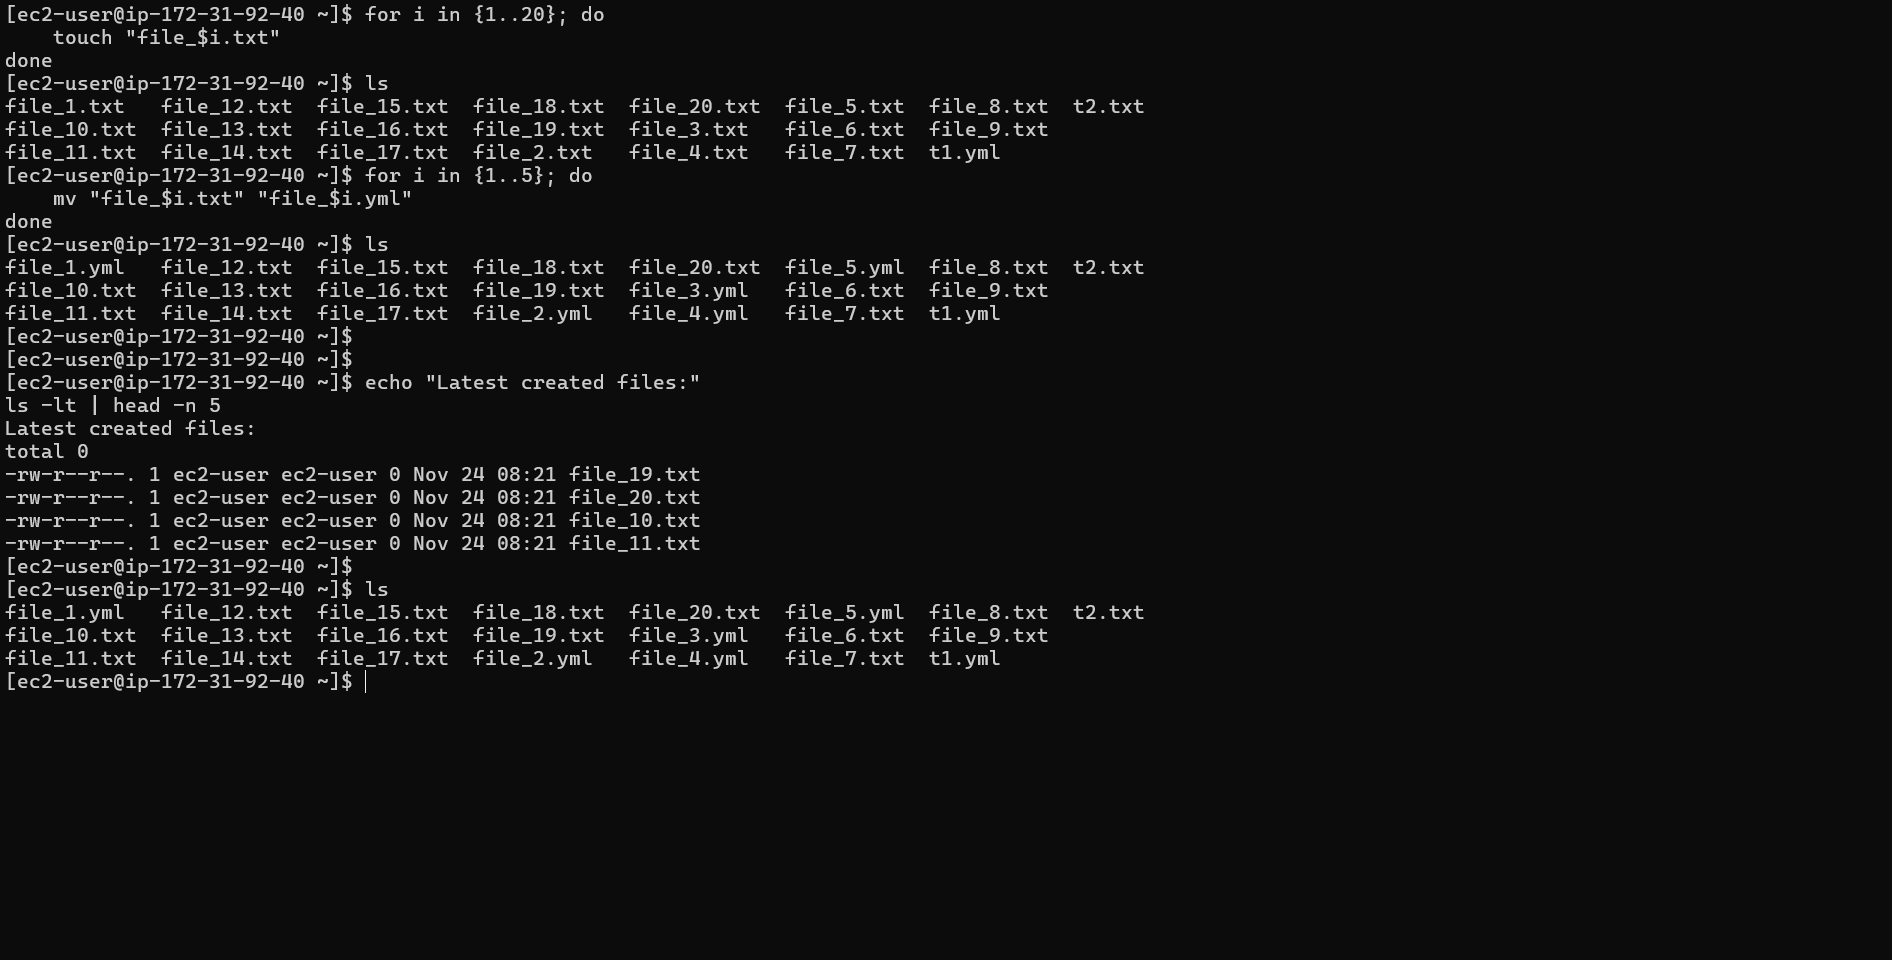 [ec2-user@ip-172-31-92-40 ~]$ for i in {1..20}; do
    touch "file_$i.txt"
done
[ec2-user@ip-172-31-92-40 ~]$ ls
file_1.txt   file_12.txt  file_15.txt  file_18.txt  file_20.txt  file_5.txt  file_8.txt  t2.txt
file_10.txt  file_13.txt  file_16.txt  file_19.txt  file_3.txt   file_6.txt  file_9.txt
file_11.txt  file_14.txt  file_17.txt  file_2.txt   file_4.txt   file_7.txt  t1.yml
[ec2-user@ip-172-31-92-40 ~]$ for i in {1..5}; do
    mv "file_$i.txt" "file_$i.yml"
done
[ec2-user@ip-172-31-92-40 ~]$ ls
file_1.yml   file_12.txt  file_15.txt  file_18.txt  file_20.txt  file_5.yml  file_8.txt  t2.txt
file_10.txt  file_13.txt  file_16.txt  file_19.txt  file_3.yml   file_6.txt  file_9.txt
file_11.txt  file_14.txt  file_17.txt  file_2.yml   file_4.yml   file_7.txt  t1.yml
[ec2-user@ip-172-31-92-40 ~]$
[ec2-user@ip-172-31-92-40 ~]$
[ec2-user@ip-172-31-92-40 ~]$ echo "Latest created files:"
ls -lt | head -n 5
Latest created files:
total 0
-rw-r--r--. 1 ec2-user ec2-user 0 Nov 24 08:21 file_19.txt
-rw-r--r--. 1 ec2-user ec2-user 0 Nov 24 08:21 file_20.txt
-rw-r--r--. 1 ec2-user ec2-user 0 Nov 24 08:21 file_10.txt
-rw-r--r--. 1 ec2-user ec2-user 0 Nov 24 08:21 file_11.txt
[ec2-user@ip-172-31-92-40 ~]$
[ec2-user@ip-172-31-92-40 ~]$ ls
file_1.yml   file_12.txt  file_15.txt  file_18.txt  file_20.txt  file_5.yml  file_8.txt  t2.txt
file_10.txt  file_13.txt  file_16.txt  file_19.txt  file_3.yml   file_6.txt  file_9.txt
file_11.txt  file_14.txt  file_17.txt  file_2.yml   file_4.yml   file_7.txt  t1.yml
[ec2-user@ip-172-31-92-40 ~]$